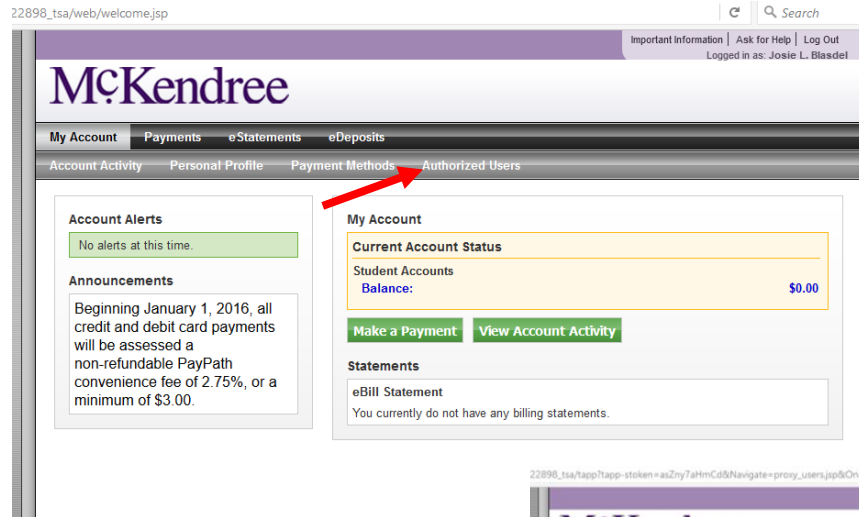 22898_tsa/web/welcome.jsp
Search
Important Information | Ask for Help | Log Out
Logged in as: Josie L. Blasdel
McKendree
My Account Payments eStatements eDeposits
Account Activity Personal Profile Payment Methods Authorized Users
Account Alerts
No alerts at this time.
Announcements
Beginning January 1, 2016, all
credit and debit card payments
will be assessed a
non-refundable PayPath
convenience fee of 2.75%, or a
minimum of $3.00.
My Account
Current Account Status
Student Accounts
Balance: $0.00
Make a Payment View Account Activity
Statements
eBill Statement
You currently do not have any billing statements.
22898_tsa/tapp?tapp-stoken=asZny7aHmCd&Navigate=proxy_users.jsp&On